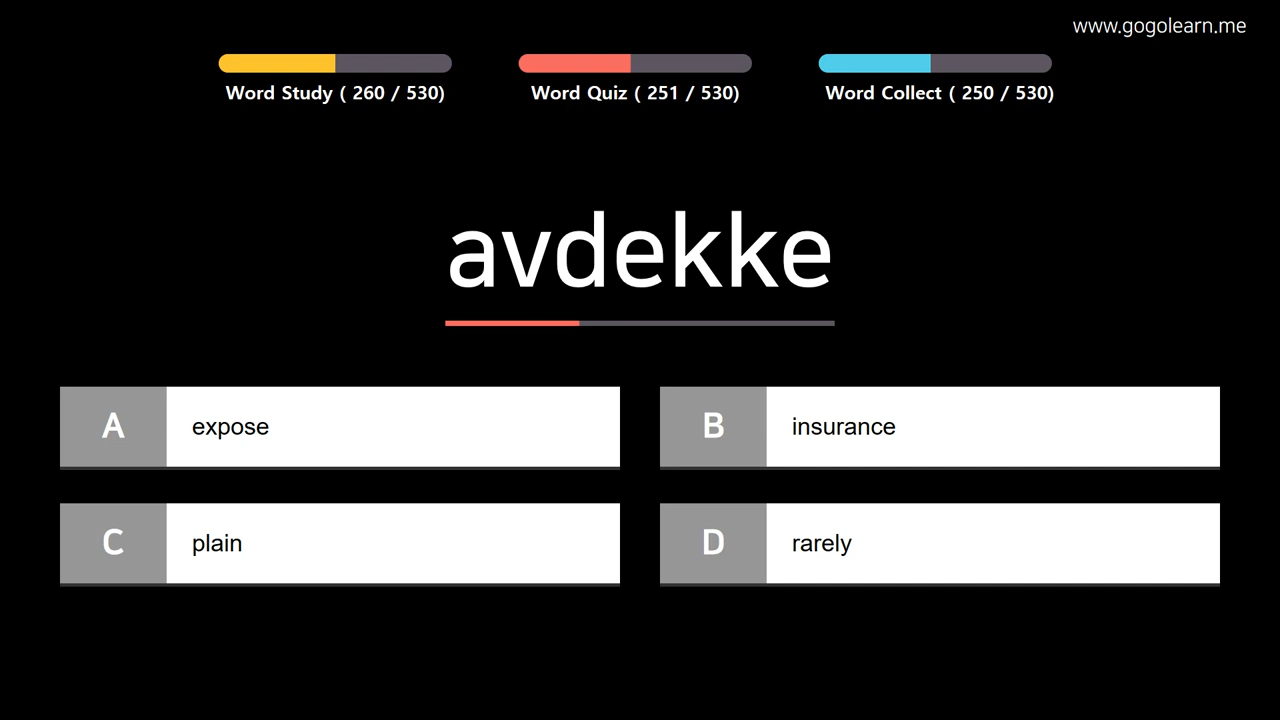 www.gogolearn.me
Word Study ( 260 / 530)
Word Quiz ( 251 / 530)
Word Collect ( 250 / 530)
avdekke
A expose
B insurance
C plain
D rarely